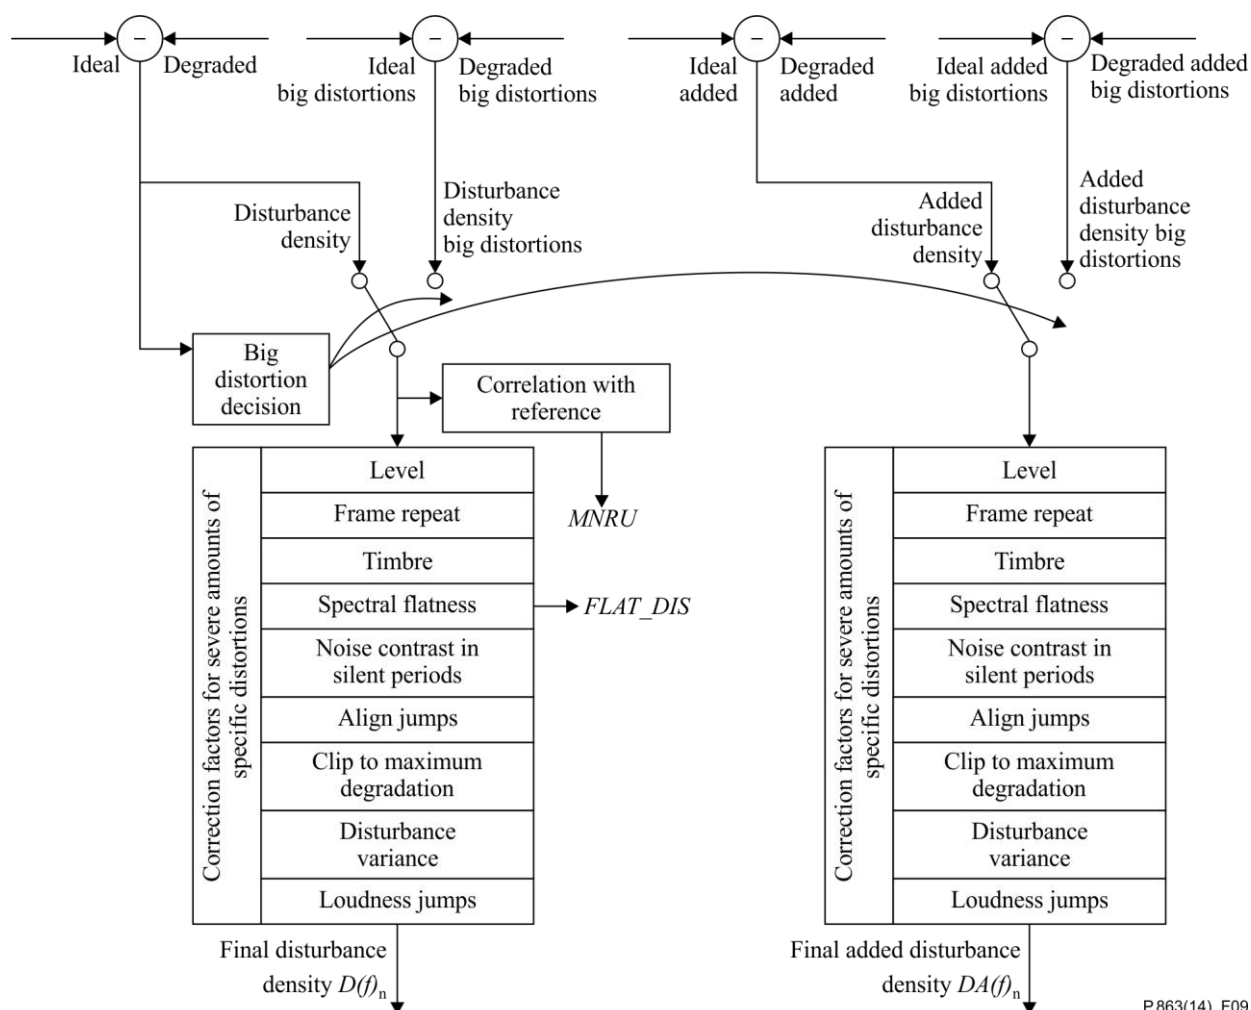 −
−
−
−
Ideal
Degraded
Ideal
big distortions
Degraded
big distortions
Ideal
added
Degraded
added
Ideal added
big distortions
Degraded added
big distortions
Disturbance
density
Disturbance
density
big distortions
Added
disturbance
density
Added
disturbance
density big
distortions
Big
distortion
decision
Correlation with
reference
MNRU
Correction factors for severe amounts of
specific distortions
Level
Frame repeat
Timbre
Spectral flatness
FLAT_DIS
Noise contrast in
silent periods
Align jumps
Clip to maximum
degradation
Disturbance
variance
Loudness jumps
Final disturbance
density D(f)n
Correction factors for severe amounts of
specific distortions
Level
Frame repeat
Timbre
Spectral flatness
Noise contrast in
silent periods
Align jumps
Clip to maximum
degradation
Disturbance
variance
Loudness jumps
Final added disturbance
density DA(f)n
P.863(14)_F09